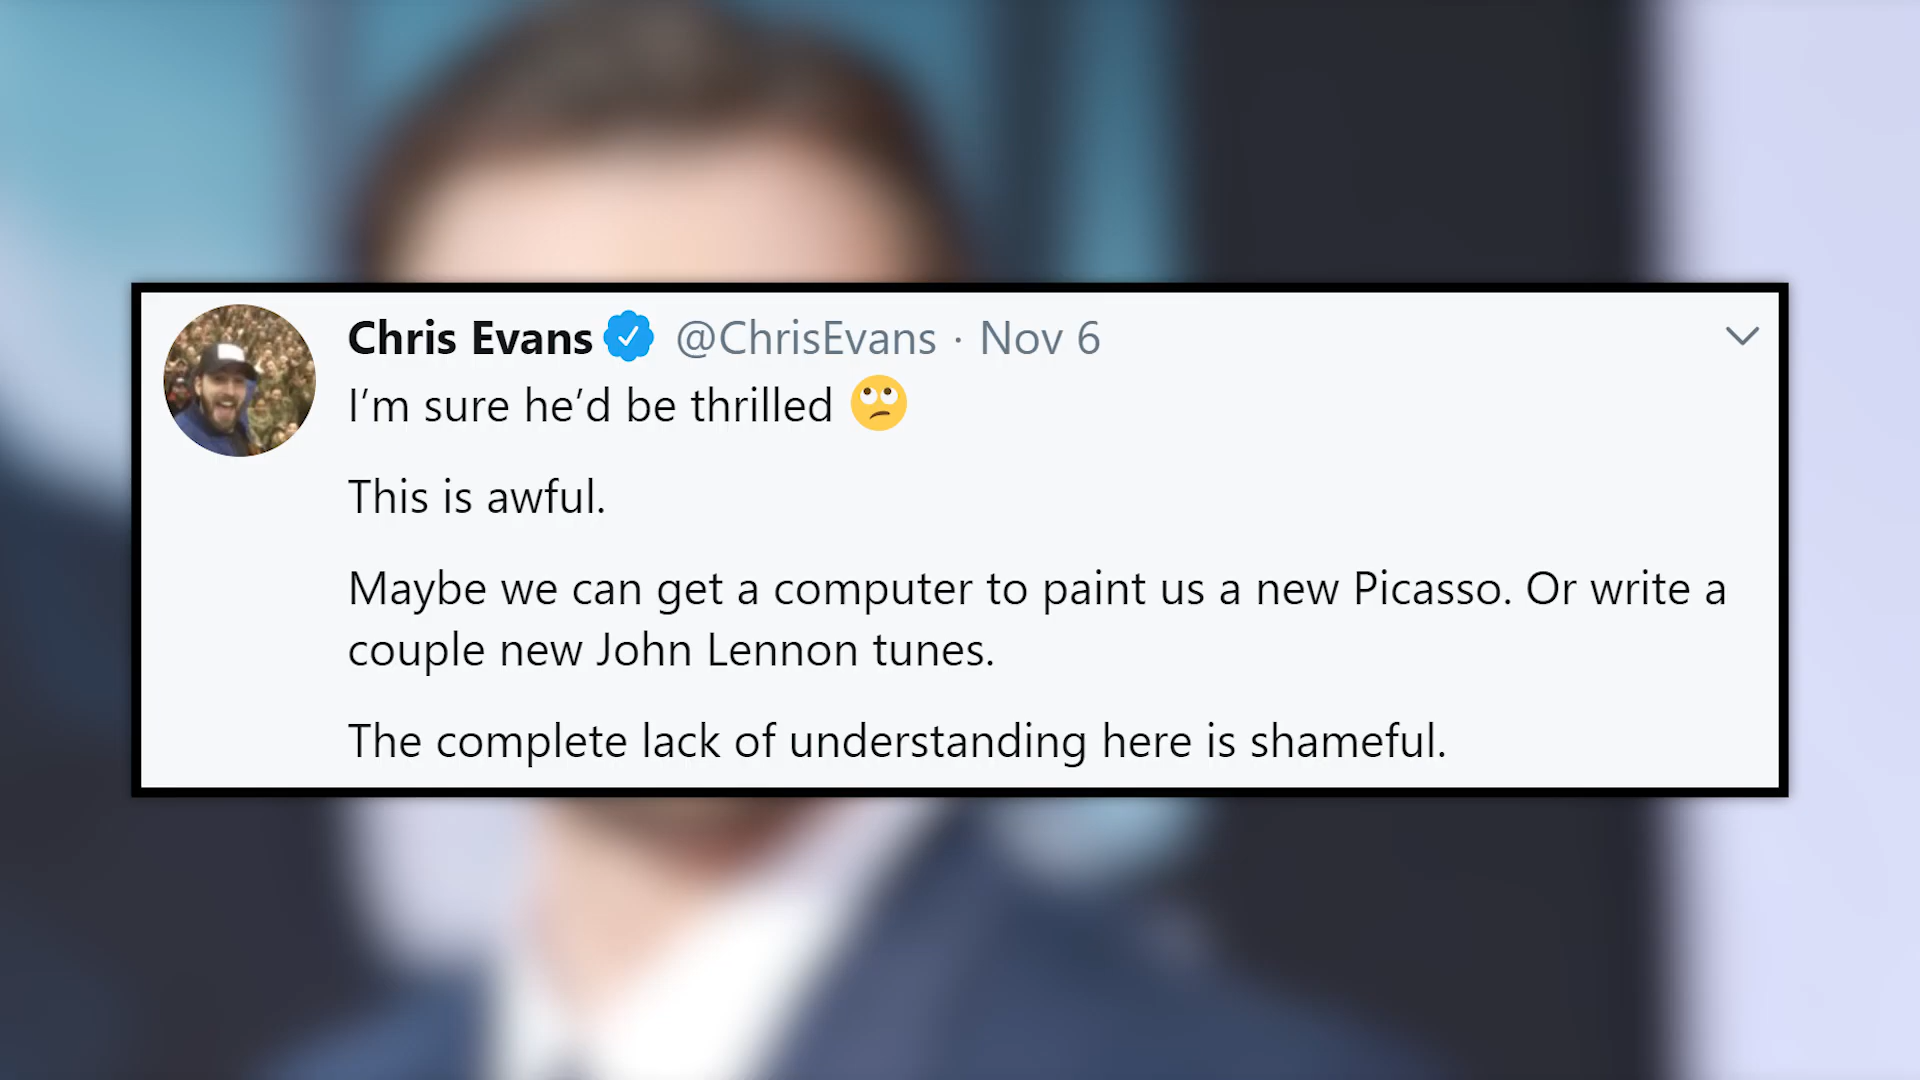 Chris Evans @ChrisEvans · Nov 6
I’m sure he’d be thrilled 🙄
This is awful.
Maybe we can get a computer to paint us a new Picasso. Or write a
couple new John Lennon tunes.
The complete lack of understanding here is shameful.